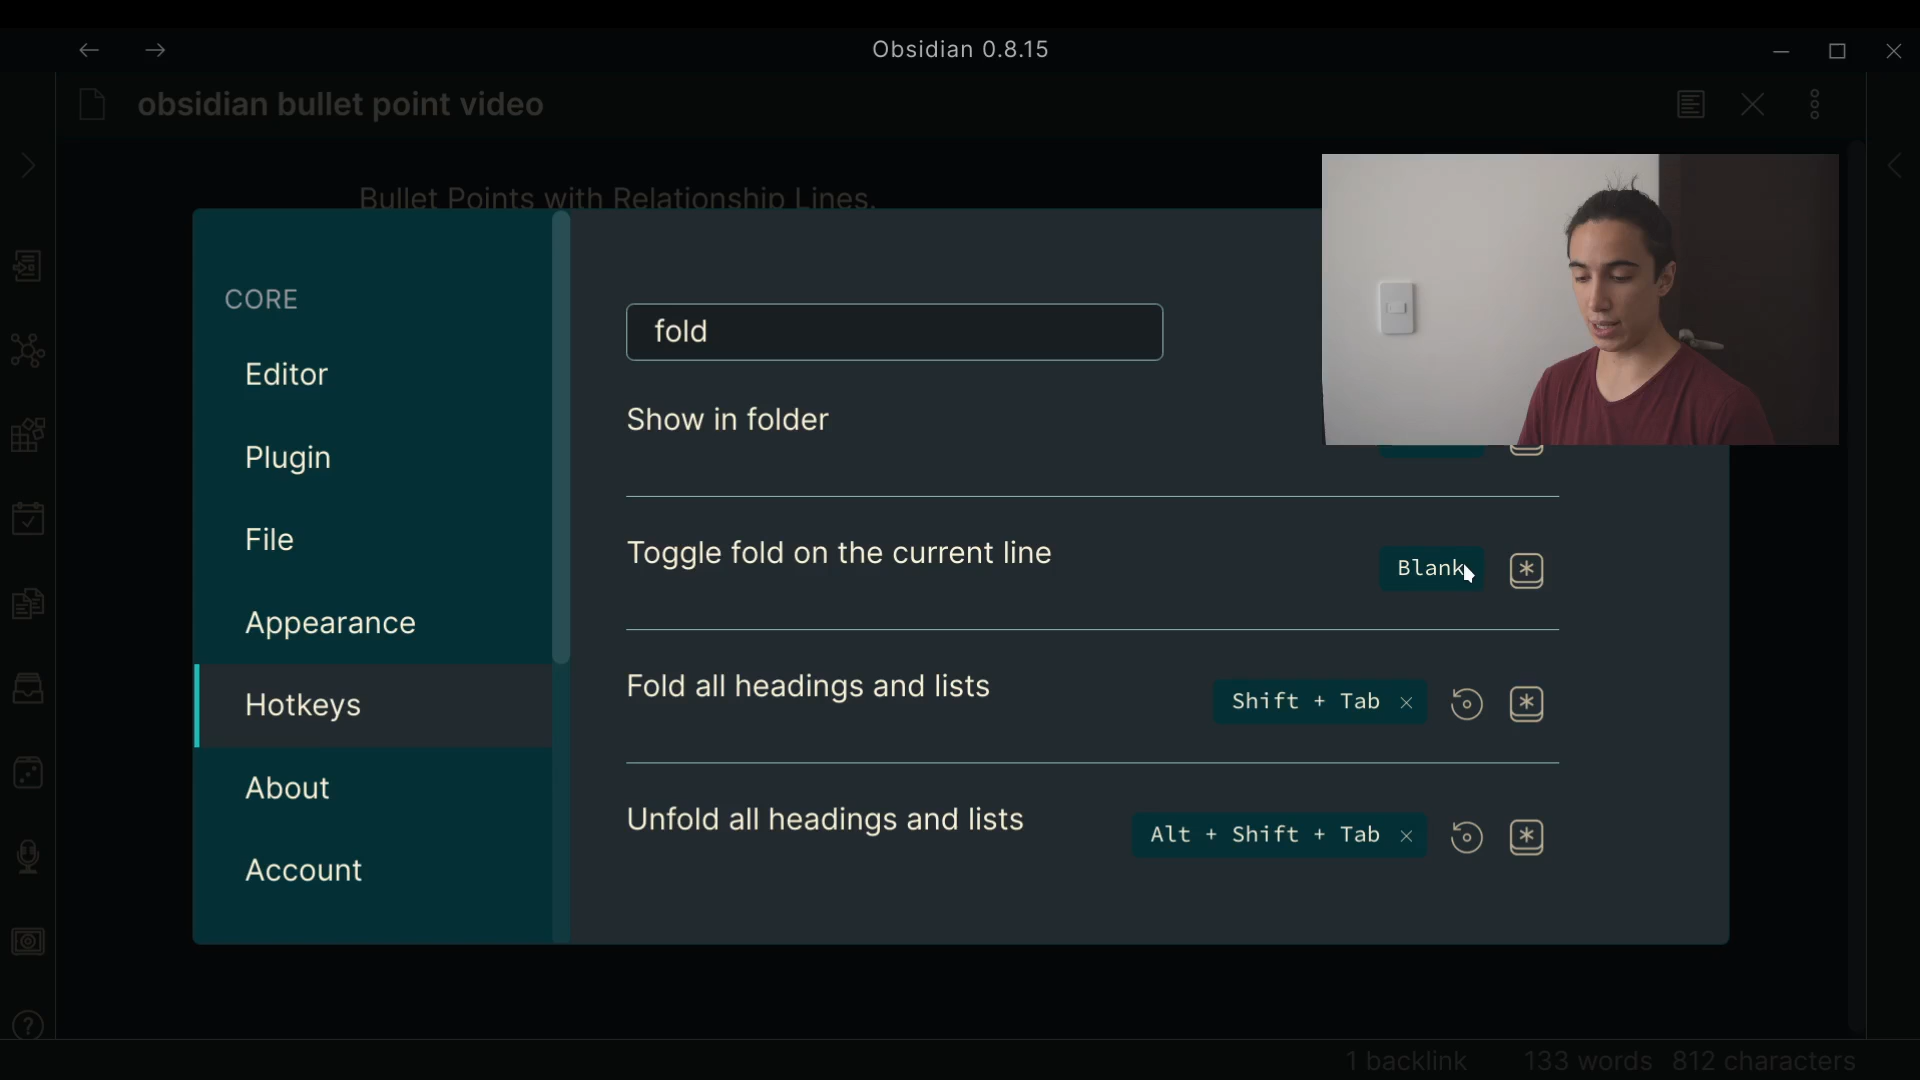 Obsidian 0.8.15
obsidian bullet point video
Bullet Points with Relationship Lines.
CORE
Editor
Plugin
File
Appearance
Hotkeys
About
Account
fold
Show in folder
Toggle fold on the current line
Blank
Fold all headings and lists
Shift + Tab
Unfold all headings and lists
Alt + Shift + Tab
1 backlink
133 words
812 characters